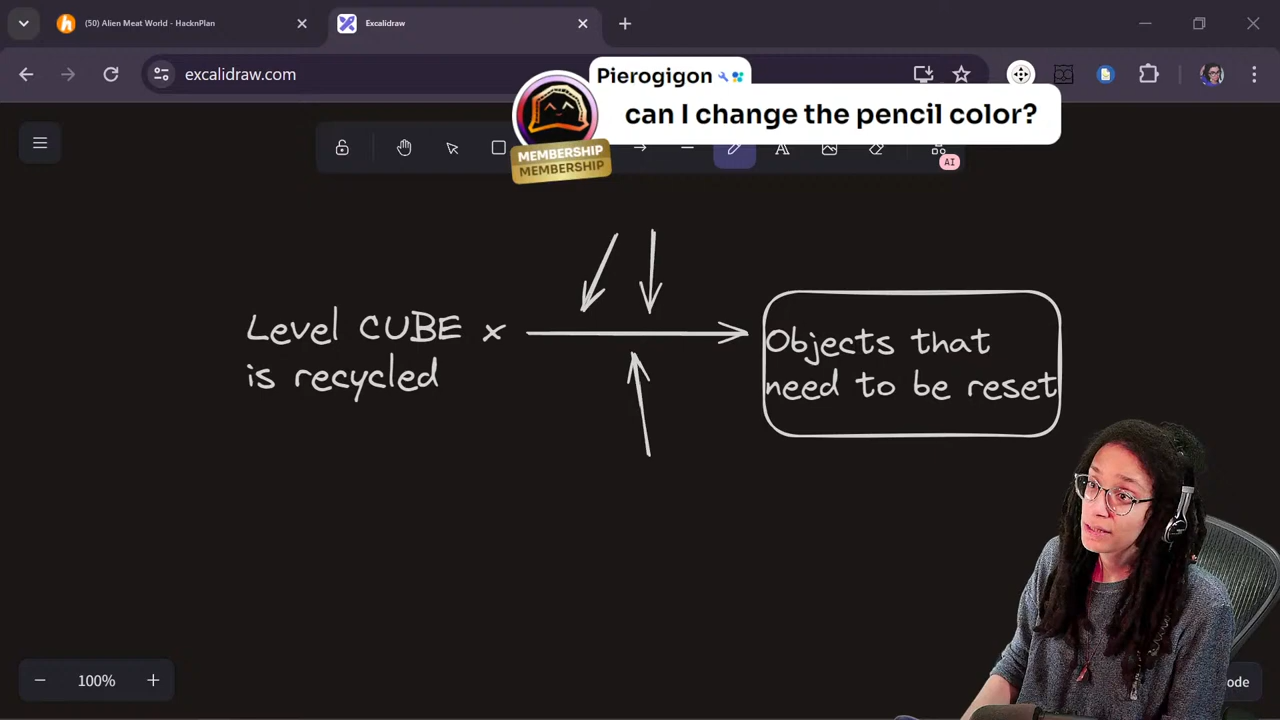 (50) Alien Meat World - HacknPlan
Excalidraw
excalidraw.com
Pierogigon
can I change the pencil color?
MEMBERSHIP
MEMBERSHIP
A
AI
Level CUBE x
is recycled
Objects that
need to be reset
100%
ode